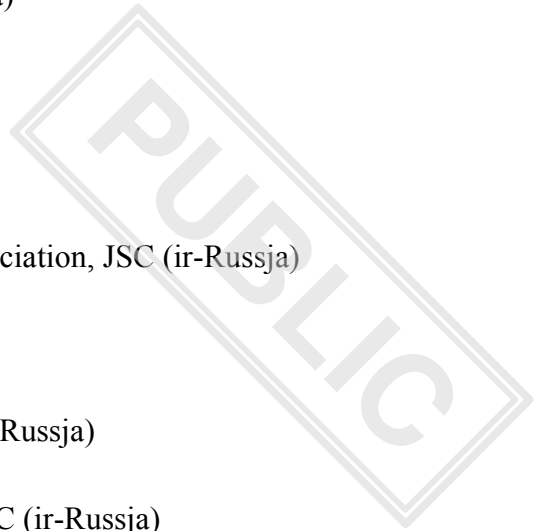 )
PUBLIC
ciation, JSC (ir-Russja)
Russja)
C (ir-Russja)